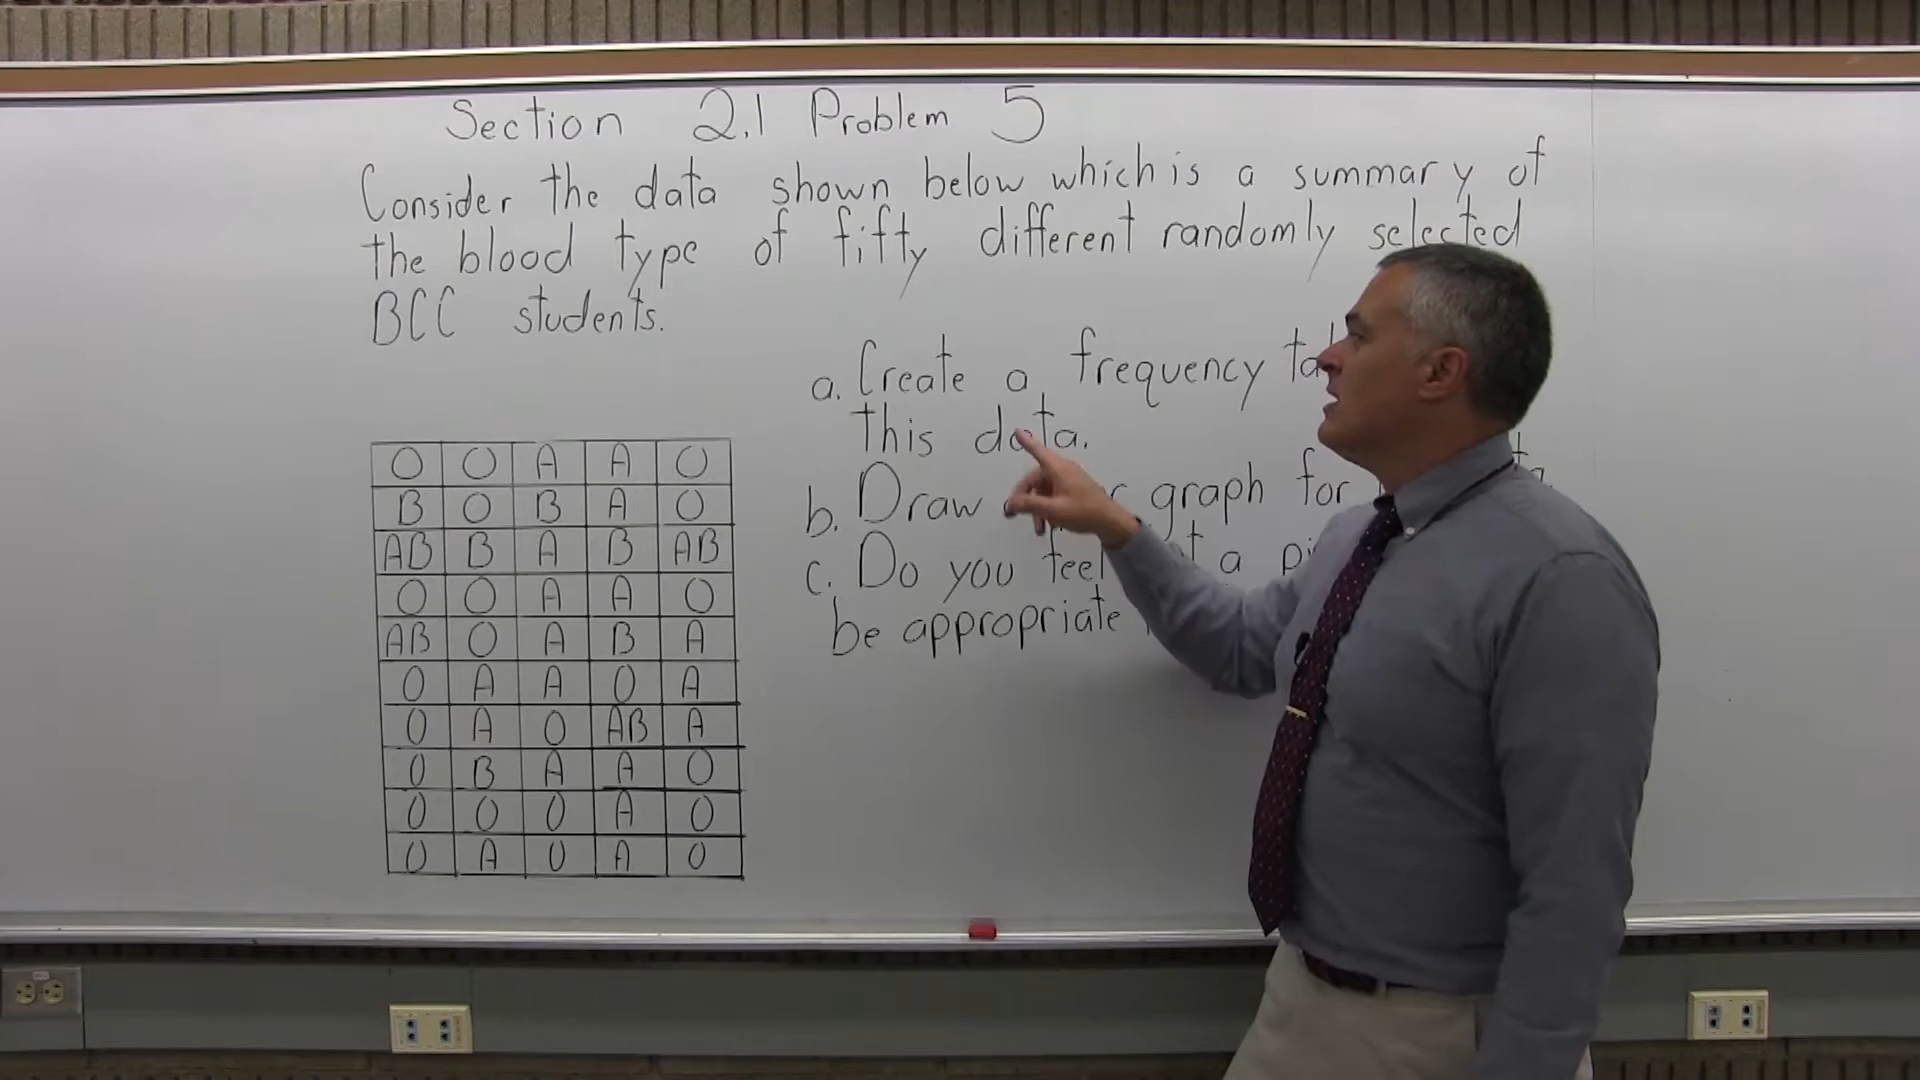 Section 2.1 Problem 5
Consider the data shown below which is a summary of
the blood type of fifty different randomly selected
BCC students.
a. Create a frequency
this data.
b. Draw graph for
c. Do you feel a
be appropriate
O O A A O
B O B A O
AB B A B AB
O O A A O
AB O A B A
O A A O A
O A O AB A
O B A A O
O O O A O
O A O A O